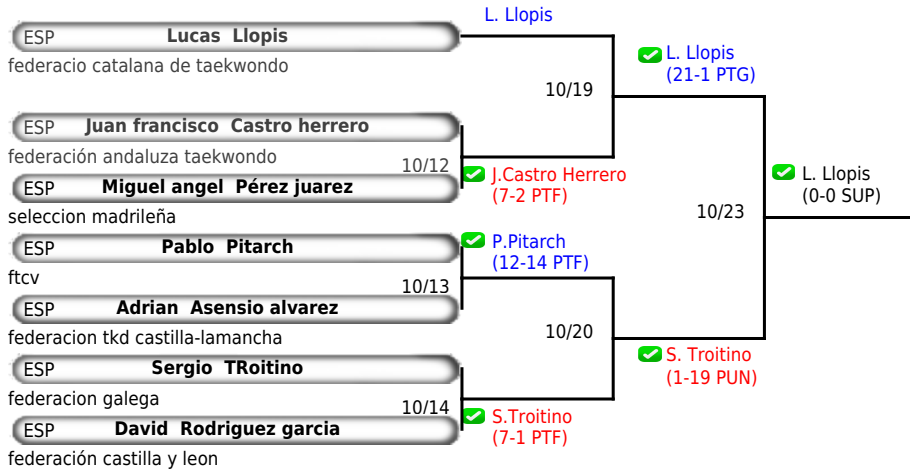 L. Llopis
ESP Lucas Llopis
federacio catalana de taekwondo
L. Llopis
(21-1 PTG)
10/19
ESP Juan francisco Castro herrero
federación andaluza taekwondo
10/12
J.Castro Herrero
(7-2 PTF)
ESP Miguel angel Pérez juarez
seleccion madrileña
L. Llopis
(0-0 SUP)
10/23
ESP Pablo Pitarch
ftcv
P.Pitarch
(12-14 PTF)
10/13
ESP Adrian Asensio alvarez
federacion tkd castilla-lamancha
10/20
S. Troitino
(1-19 PUN)
ESP Sergio TRoitino
federacion galega
10/14
S.Troitino
(7-1 PTF)
ESP David Rodriguez garcia
federación castilla y leon